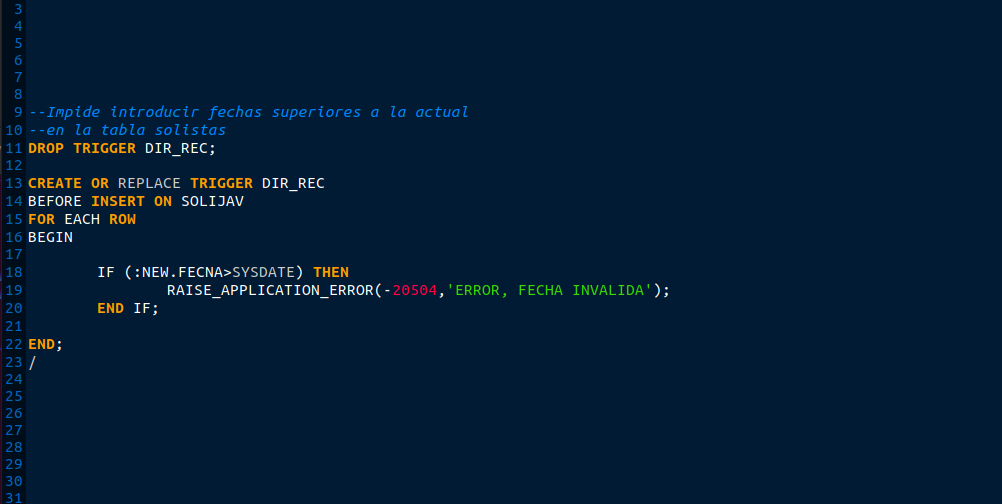 3
4
5
6
7
8
9 --Impide introducir fechas superiores a la actual
10 --en la tabla solistas
11 DROP TRIGGER DIR_REC;
12
13 CREATE OR REPLACE TRIGGER DIR_REC
14 BEFORE INSERT ON SOLIJAV
15 FOR EACH ROW
16 BEGIN
17
18 IF (:NEW.FECNA>SYSDATE) THEN
19 RAISE_APPLICATION_ERROR(-20504,'ERROR, FECHA INVALIDA');
20 END IF;
21
22 END;
23 /
24
25
26
27
28
29
30
31